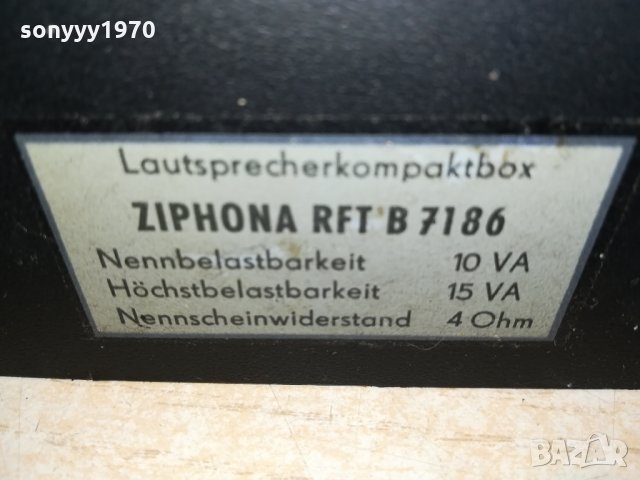 sonyyy1970
Lautsprecherkompaktbox
ZIPHONA RFT B 7186
Nennbelastbarkeit 10 VA
Höchstbelastbarkeit 15 VA
Nennscheinwiderstand 4 Ohm
BAZAR